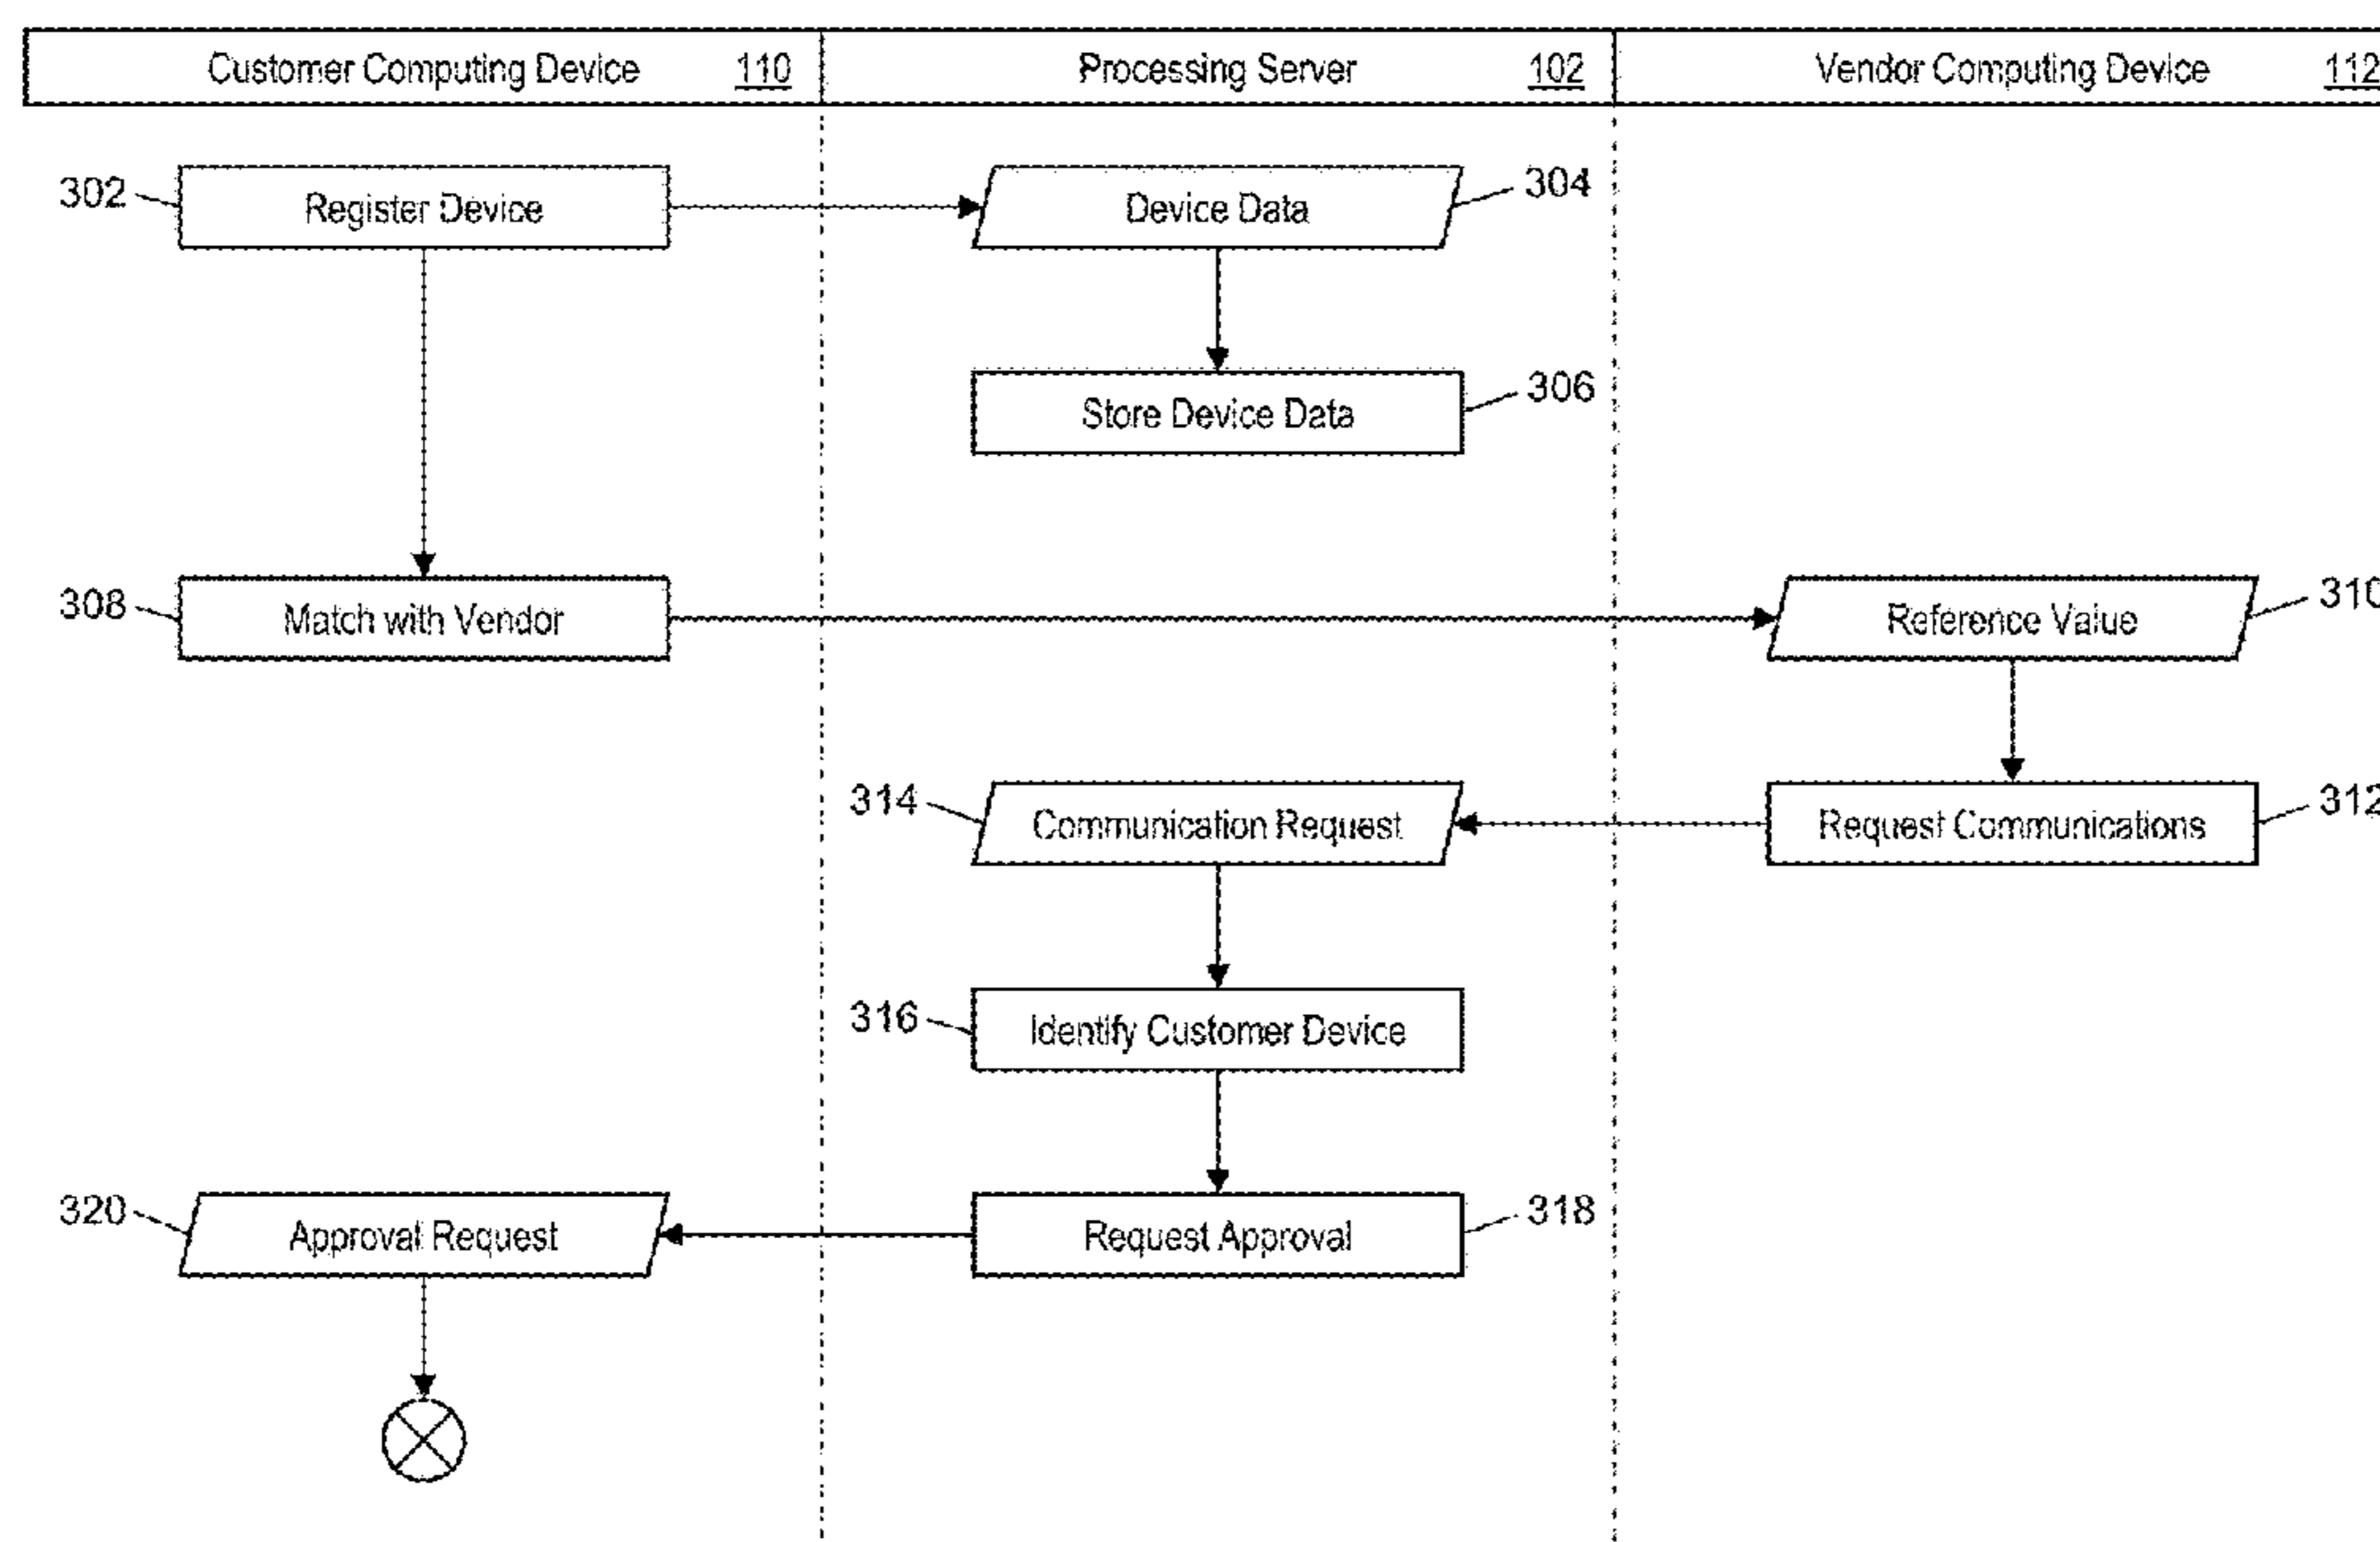 Customer Computing Device 110 Processing Server 102 Vendor Computing Device 112
302 Register Device Device Data 304
Store Device Data 306
308 Match with Vendor Reference Value 310
314 Communication Request Request Communications 312
316 Identify Customer Device
320 Approval Request Request Approval 318